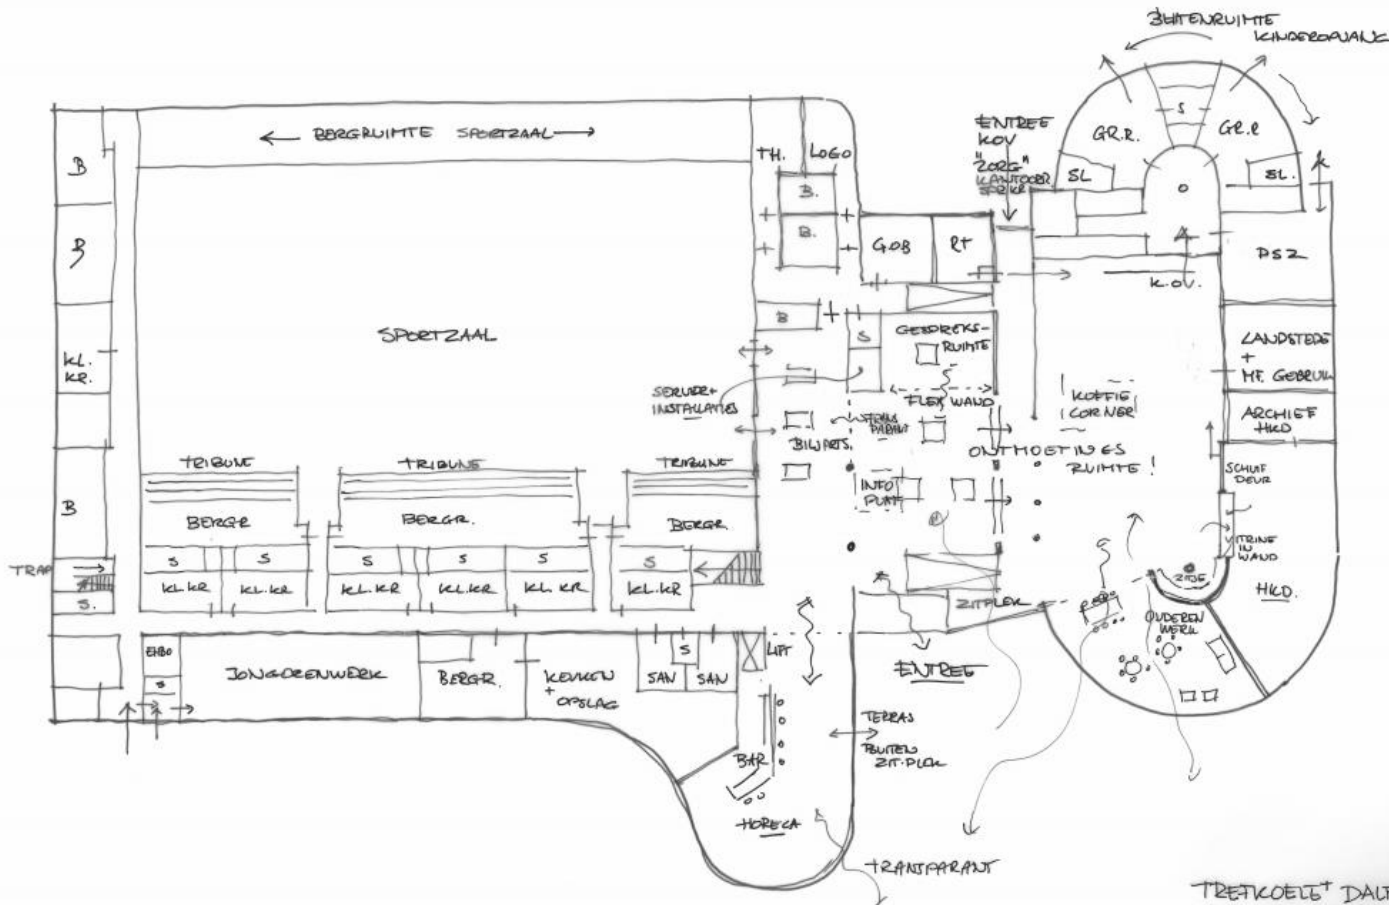 BUITENRUIMTE
KINDEROPVANG
← BERGRUIMTE SPORTZAAL →
TH.
LOGO
ENTREE
KOV
"ZORG"
KANTOOR
S
GR.R.
GR.R
SL
SL.
B
B.
B.
GOB
RT
PSZ
K.O.V.
B
B
S
GESPREKS-
RUIMTE
SPORTZAAL
LANDSTEDE
+
MF. GEBRUIK
KL.
KR.
SERVER+
INSTALLATIES
FLEX WAND
KOFFIE
CORNER
ARCHIEF
HKD
TRANS
PARANT
BILJARTS.
ONTMOETINGS
RUIMTE !
TRIBUNE
TRIBUNE
TRIBUNE
SCHUIF
DEUR
INFO
PUNT
B
BERGR
BERGR.
BERGR.
VITRINE
IN
WAND
TRAP
S
S
S
S
S
S
KL.KR
KL.KR
KL.KR
KL.KR
KL.KR
KL.KR
S.
ZITJE
HKD.
ZITPLEK
OUDEREN
WERK
EHBO
S
JONGERENWERK
BERGR.
KEUKEN
+
OPSLAG
S
SAN
SAN
LIFT
ENTREE
TERRAS
BUITEN
ZIT-PLEK
BAR
HORECA
TRANSPARANT
TREFKOELE+ DALF